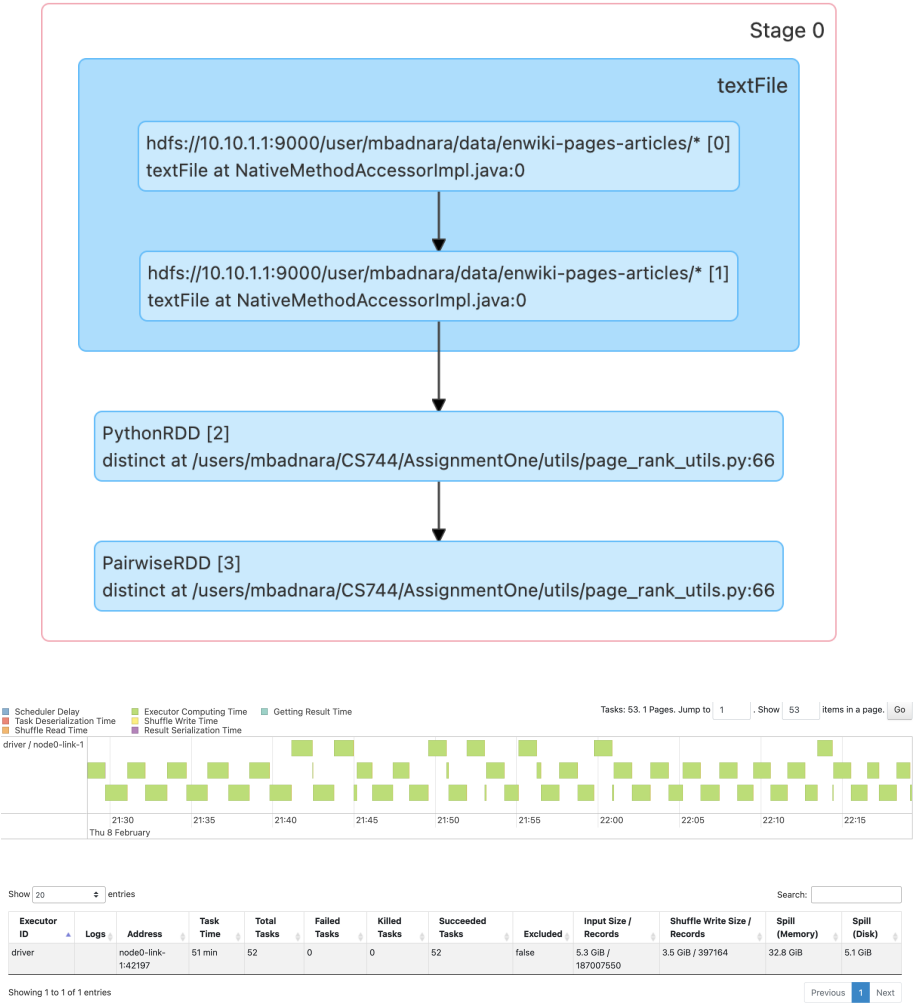 Stage 0
textFile
hdfs://10.10.1.1:9000/user/mbadnara/data/enwiki-pages-articles/* [0]
textFile at NativeMethodAccessorImpl.java:0
hdfs://10.10.1.1:9000/user/mbadnara/data/enwiki-pages-articles/* [1]
textFile at NativeMethodAccessorImpl.java:0
PythonRDD [2]
distinct at /users/mbadnara/CS744/AssignmentOne/utils/page_rank_utils.py:66
PairwiseRDD [3]
distinct at /users/mbadnara/CS744/AssignmentOne/utils/page_rank_utils.py:66
Scheduler Delay Executor Computing Time Getting Result Time
Task Deserialization Time Shuffle Write Time
Shuffle Read Time Result Serialization Time
Tasks: 53. 1 Pages. Jump to 1 . Show 53 items in a page. Go
driver / node0-link-1
21:30 21:35 21:40 21:45 21:50 21:55 22:00 22:05 22:10 22:15
Thu 8 February
Show 20 entries Search:
Executor ID Logs Address Task Time Total Tasks Failed Tasks Killed Tasks Succeeded Tasks Excluded Input Size / Records Shuffle Write Size / Records Spill (Memory) Spill (Disk)
driver node0-link-1:42197 51 min 52 0 0 52 false 5.3 GiB / 187007550 3.5 GiB / 397164 32.8 GiB 5.1 GiB
Showing 1 to 1 of 1 entries Previous 1 Next